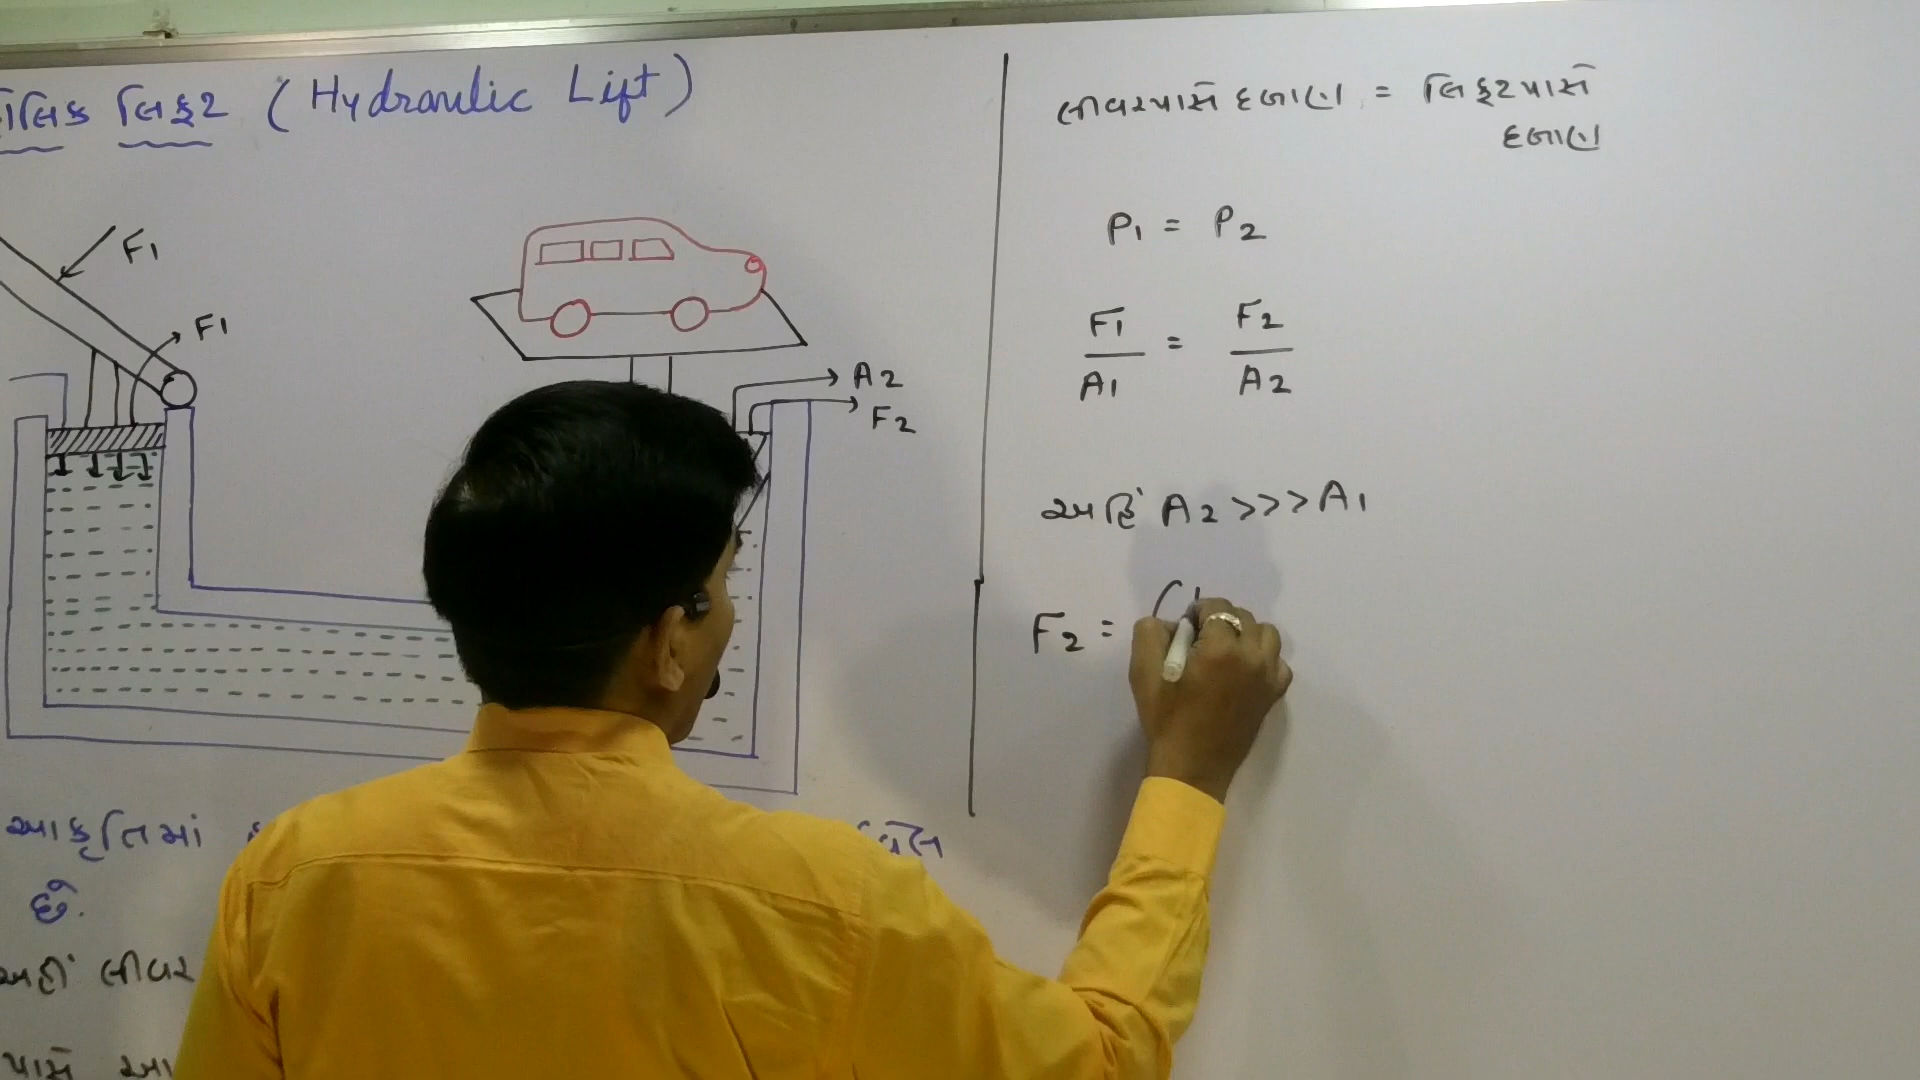 લિક લિફ્ટ (Hydraulic Lift)
F1
F1
A2
F2
આકૃતિમાં
છે.
અહીં લીવર
પાસે આ
લીવરપાસે દબાણ = લિફ્ટપાસે
દબાણ
P1 = P2
F1 = F2
A1 A2
અહિં A2 >>> A1
F2 = (